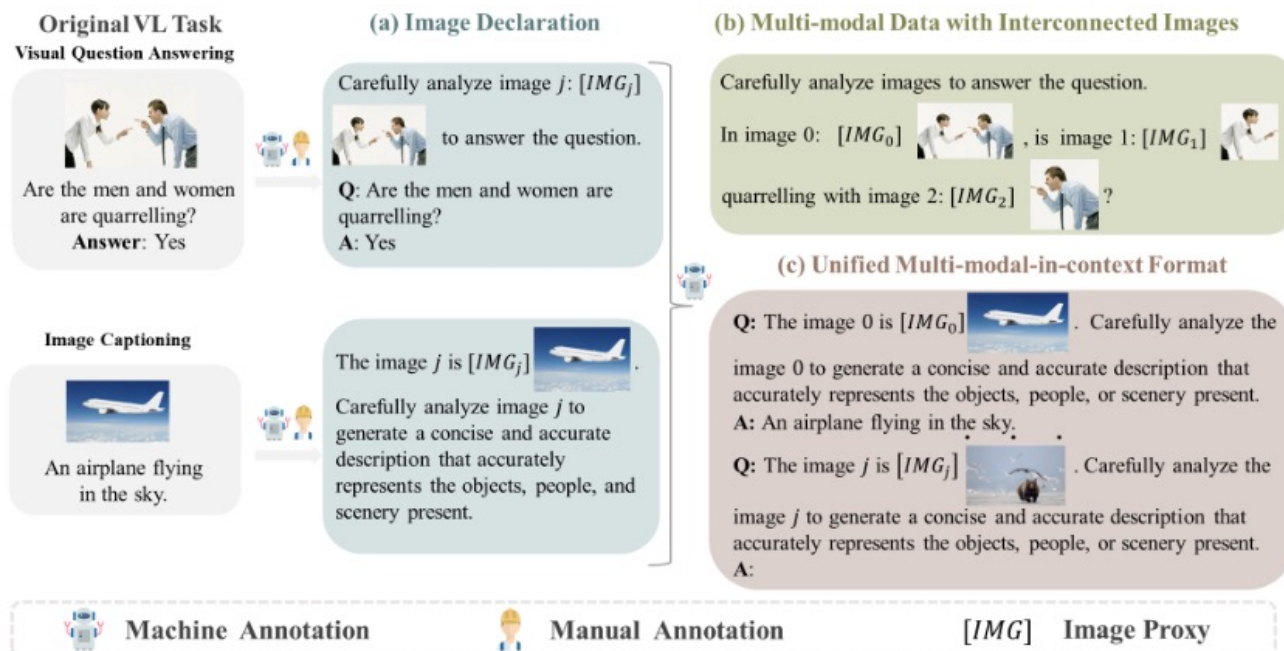 Original VL Task
Visual Question Answering
Are the men and women
are quarrelling?
Answer: Yes
Image Captioning
An airplane flying
in the sky.
(a) Image Declaration
Carefully analyze image j: [IMG_j]
to answer the question.
Q: Are the men and women are
quarrelling?
A: Yes
The image j is [IMG_j] .
Carefully analyze image j to
generate a concise and accurate
description that accurately
represents the objects, people, and
scenery present.
(b) Multi-modal Data with Interconnected Images
Carefully analyze images to answer the question.
In image 0: [IMG_0] , is image 1: [IMG_1]
quarrelling with image 2: [IMG_2] ?
(c) Unified Multi-modal-in-context Format
Q: The image 0 is [IMG_0] . Carefully analyze the
image 0 to generate a concise and accurate description that
accurately represents the objects, people, or scenery present.
A: An airplane flying in the sky.
. . .
Q: The image j is [IMG_j] . Carefully analyze the
image j to generate a concise and accurate description that
accurately represents the objects, people, or scenery present.
A:
Machine Annotation Manual Annotation [IMG] Image Proxy